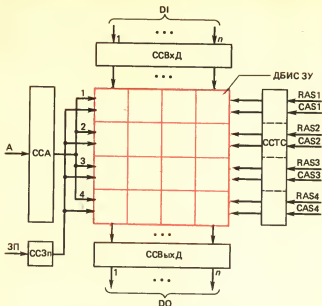 DI
1 ... n
ССВхД
ДБИС ЗУ
A
ССА
ЗП
ССЗп
1
2
3
4
ССТС
RAS1
CAS1
RAS2
CAS2
RAS3
CAS3
RAS4
CAS4
ССВыхД
1 ... n
DO